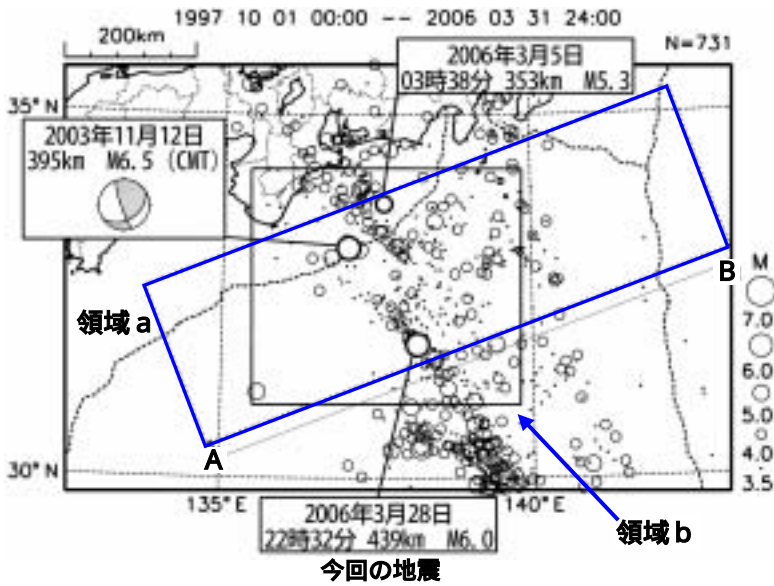 1997 10 01 00:00 -- 2006 03 31 24:00
200km
N=731
2006年3月5日
03時38分 353km M5.3
35°N
2003年11月12日
395km M6.5 (CMT)
領域a
B
M
7.0
6.0
5.0
4.0
3.5
A
30°N
135°E
140°E
2006年3月28日
22時32分 439km M6.0
領域b
今回の地震